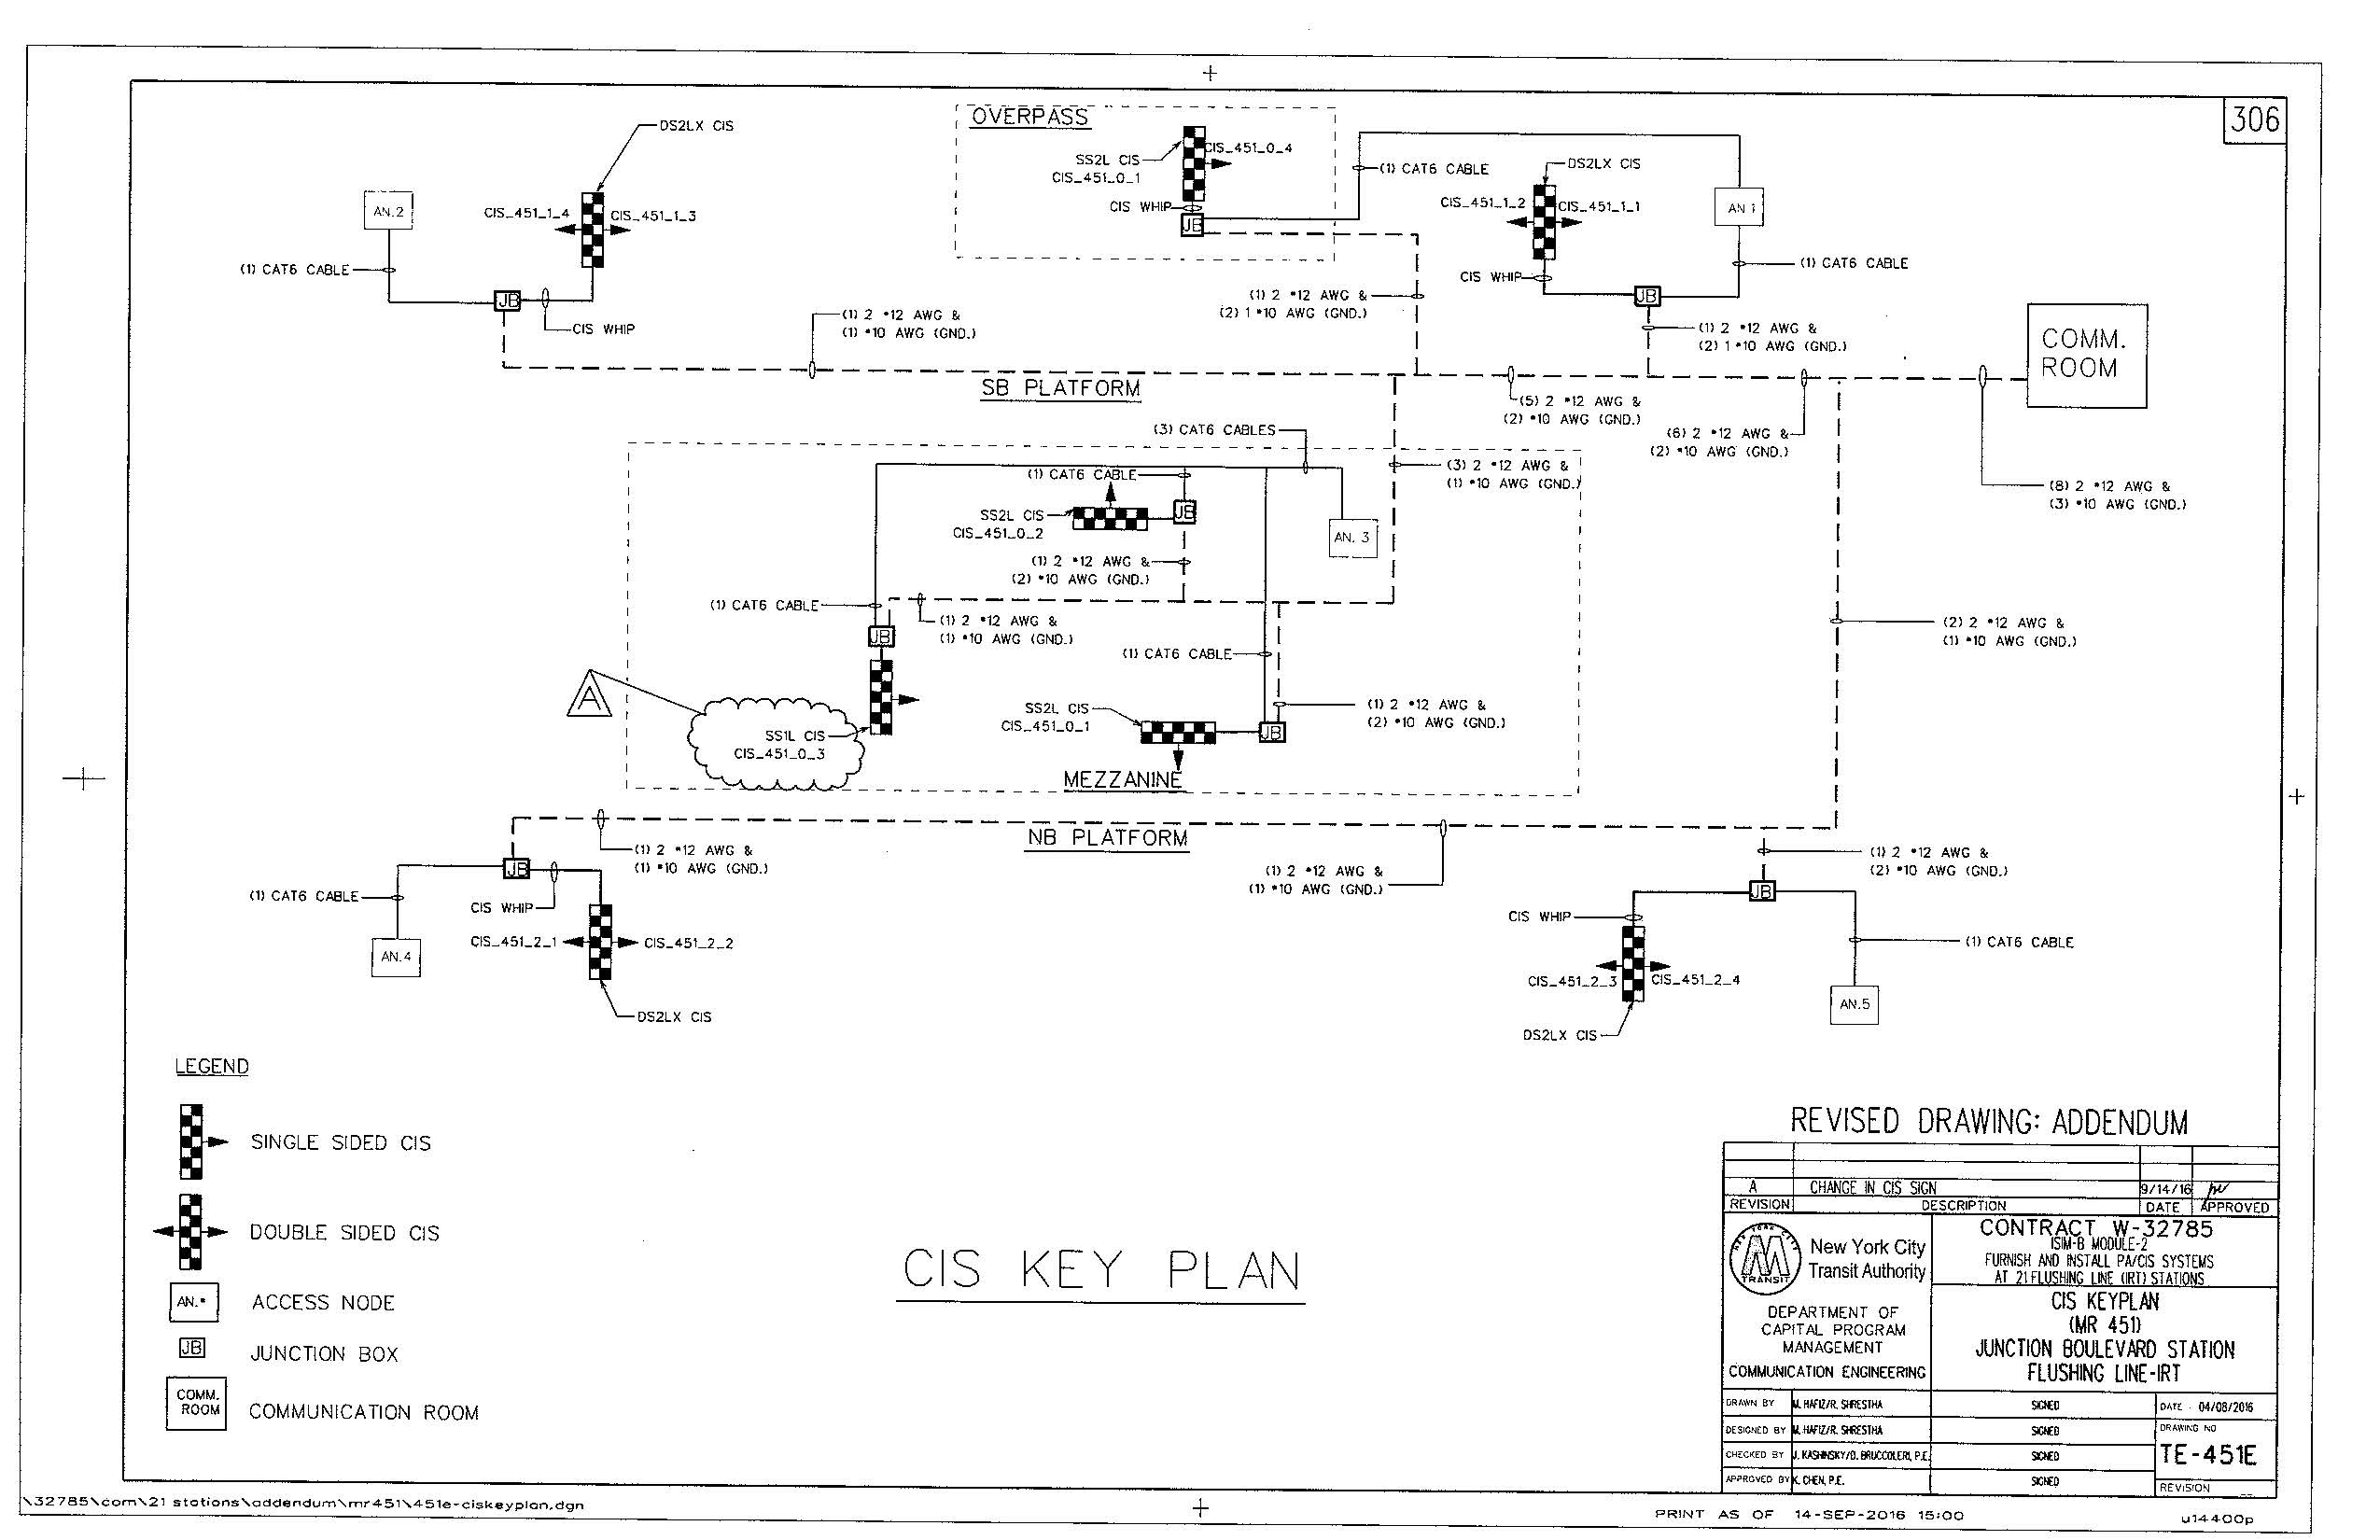 306
OVERPASS
DS2LX CIS
SS2L CIS
CIS_451_0_1
CIS_451_0_4
CIS WHIP
JB
(1) CAT6 CABLE
DS2LX CIS
CIS_451_1_2
CIS_451_1_1
AN 1
CIS WHIP
JB
(1) CAT6 CABLE
AN.2
CIS_451_1_4
CIS_451_1_3
(1) CAT6 CABLE
JB
CIS WHIP
(1) 2 #12 AWG &
(1) #10 AWG (GND.)
(1) 2 #12 AWG &
(2) 1 #10 AWG (GND.)
(1) 2 #12 AWG &
(2) 1 #10 AWG (GND.)
COMM.
ROOM
SB PLATFORM
(5) 2 #12 AWG &
(2) #10 AWG (GND.)
(6) 2 #12 AWG &
(2) #10 AWG (GND.)
(8) 2 #12 AWG &
(3) #10 AWG (GND.)
(3) CAT6 CABLES
(3) 2 #12 AWG &
(1) #10 AWG (GND.)
(1) CAT6 CABLE
SS2L CIS
CIS_451_0_2
JB
AN. 3
(1) 2 #12 AWG &
(2) #10 AWG (GND.)
(1) CAT6 CABLE
(1) 2 #12 AWG &
(1) #10 AWG (GND.)
JB
(1) CAT6 CABLE
(2) 2 #12 AWG &
(1) #10 AWG (GND.)
A
SS1L CIS
CIS_451_0_3
SS2L CIS
CIS_451_0_1
JB
(1) 2 #12 AWG &
(2) #10 AWG (GND.)
MEZZANINE
NB PLATFORM
(1) 2 #12 AWG &
(1) #10 AWG (GND.)
(1) 2 #12 AWG &
(1) #10 AWG (GND.)
(1) 2 #12 AWG &
(2) #10 AWG (GND.)
JB
(1) CAT6 CABLE
CIS WHIP
AN.4
CIS_451_2_1
CIS_451_2_2
DS2LX CIS
JB
CIS WHIP
(1) CAT6 CABLE
CIS_451_2_3
CIS_451_2_4
AN.5
DS2LX CIS
LEGEND
SINGLE SIDED CIS
DOUBLE SIDED CIS
AN.*
ACCESS NODE
JB
JUNCTION BOX
COMM.
ROOM
COMMUNICATION ROOM
CIS KEY PLAN
REVISED DRAWING: ADDENDUM
A CHANGE IN CIS SIGN 9/14/16
REVISION DESCRIPTION DATE APPROVED
NEW YORK CITY
TRANSIT
New York City
Transit Authority
DEPARTMENT OF
CAPITAL PROGRAM
MANAGEMENT
COMMUNICATION ENGINEERING
CONTRACT W-32785
ISIM-B MODULE-2
FURNISH AND INSTALL PA/CIS SYSTEMS
AT 21 FLUSHING LINE (IRT) STATIONS
CIS KEYPLAN
(MR 451)
JUNCTION BOULEVARD STATION
FLUSHING LINE-IRT
DRAWN BY M. HAFIZ/R. SHRESTHA SIGNED
DESIGNED BY M. HAFIZ/R. SHRESTHA SIGNED
CHECKED BY J. KASHINSKY/D. BRUCCOLERI, P.E. SIGNED
APPROVED BY K. CHEN, P.E. SIGNED
DATE - 04/08/2016
DRAWING NO
TE-451E
REVISION
\32785\com\21 stations\addendum\mr451\451e-ciskeyplan.dgn
PRINT AS OF 14-SEP-2016 15:00
u14400p